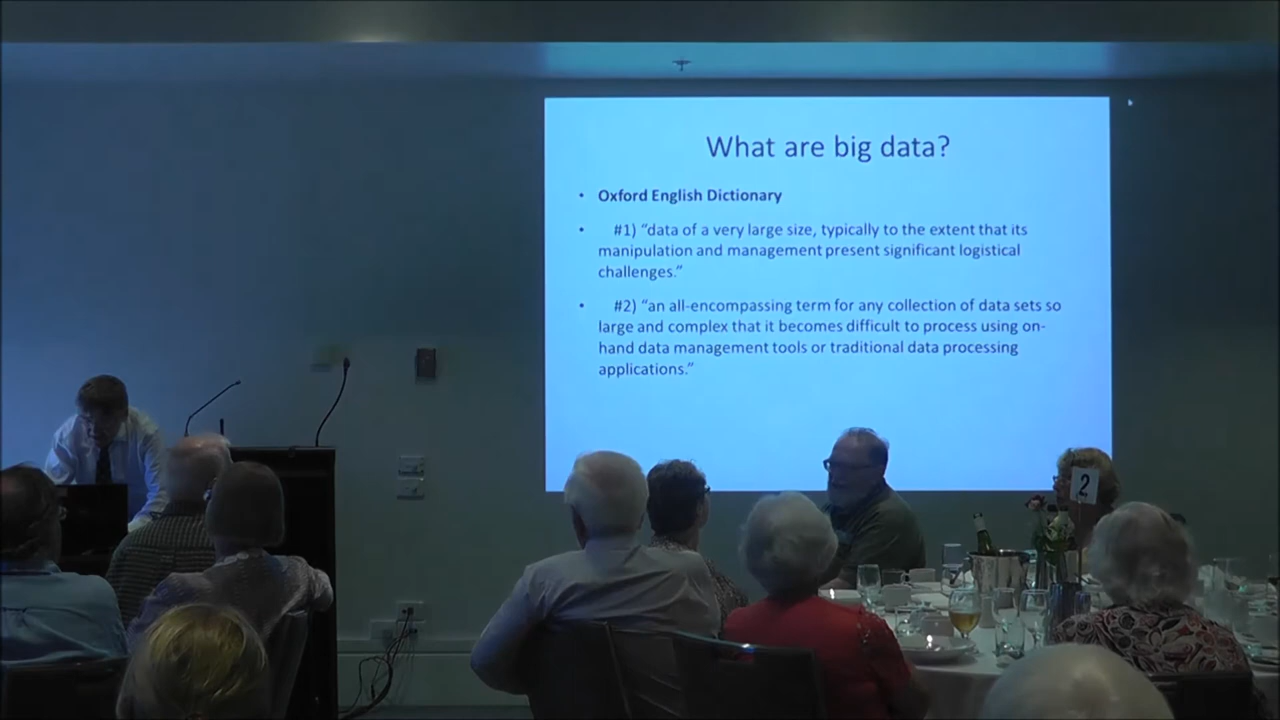 What are big data?
• Oxford English Dictionary
• #1) “data of a very large size, typically to the extent that its
manipulation and management present significant logistical
challenges.”
• #2) “an all-encompassing term for any collection of data sets so
large and complex that it becomes difficult to process using on-
hand data management tools or traditional data processing
applications.”
2